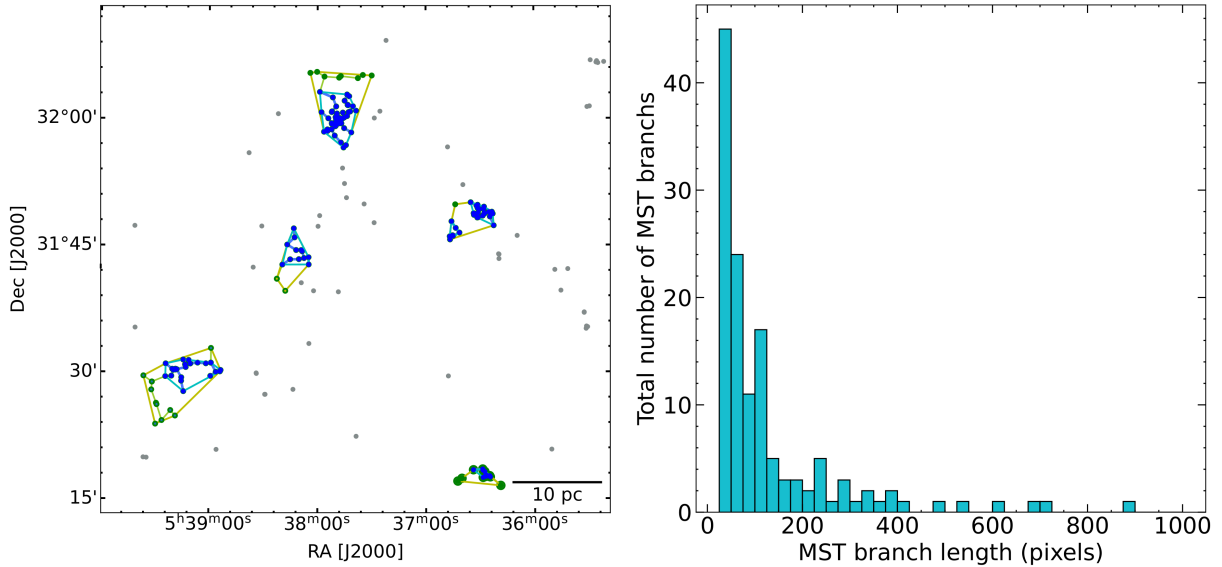 32°00'
31°45'
30'
15'
Dec [J2000]
5ʰ39ᵐ00ˢ
38ᵐ00ˢ
37ᵐ00ˢ
36ᵐ00ˢ
RA [J2000]
10 pc
40
30
20
10
0
Total number of MST branchs
0
200
400
600
800
1000
MST branch length (pixels)